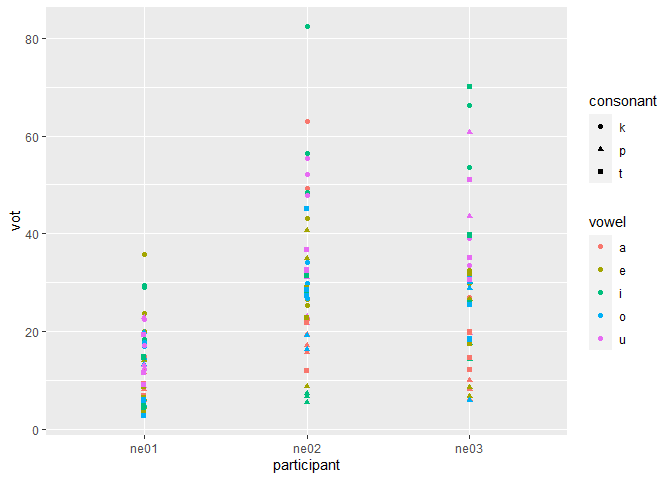 80
60
40
20
0
vot
ne01 ne02 ne03
participant
consonant
k
p
t
vowel
a
e
i
o
u